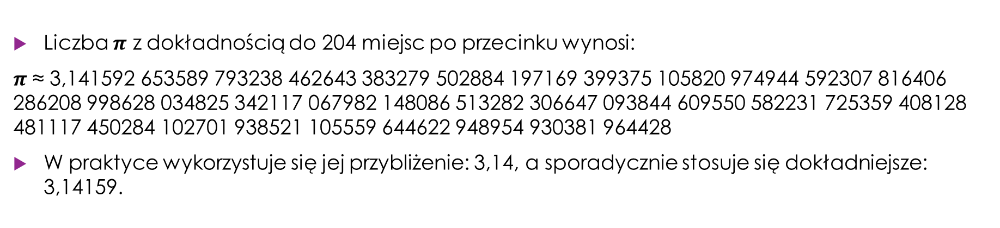 Liczba π z dokładnością do 204 miejsc po przecinku wynosi:
π ≈ 3,141592 653589 793238 462643 383279 502884 197169 399375 105820 974944 592307 816406
286208 998628 034825 342117 067982 148086 513282 306647 093844 609550 582231 725359 408128
481117 450284 102701 938521 105559 644622 948954 930381 964428
W praktyce wykorzystuje się jej przybliżenie: 3,14, a sporadycznie stosuje się dokładniejsze:
3,14159.